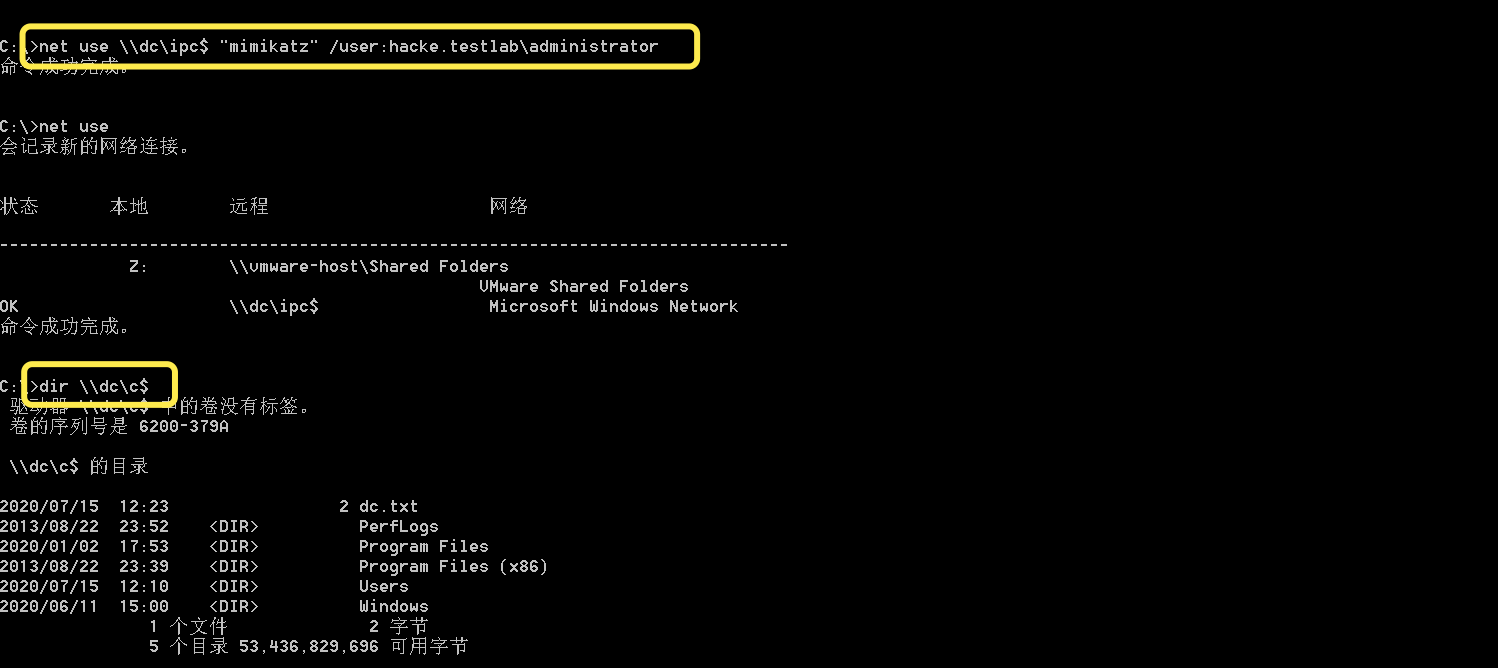 C:\>net use \\dc\ipc$ "mimikatz" /user:hacke.testlab\administrator
命令成功完成。
C:\>net use
会记录新的网络连接。
状态       本地        远程                      网络
-------------------------------------------------------------------------------
             Z:        \\vmware-host\Shared Folders
                                                VMware Shared Folders
OK                     \\dc\ipc$                 Microsoft Windows Network
命令成功完成。
C:\>dir \\dc\c$
 驱动器 \\dc\c$ 中的卷没有标签。
 卷的序列号是 6200-379A
 \\dc\c$ 的目录
2020/07/15  12:23                 2 dc.txt
2013/08/22  23:52    <DIR>          PerfLogs
2020/01/02  17:53    <DIR>          Program Files
2013/08/22  23:39    <DIR>          Program Files (x86)
2020/07/15  12:10    <DIR>          Users
2020/06/11  15:00    <DIR>          Windows
               1 个文件              2 字节
               5 个目录 53,436,829,696 可用字节